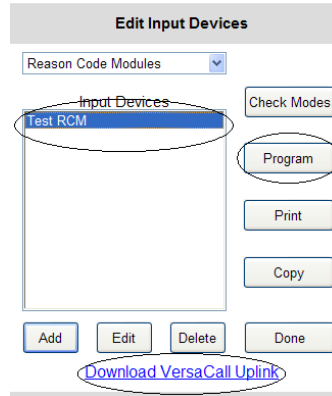 Edit Input Devices
Reason Code Modules
Input Devices
Check Modes
Test RCM
Program
Print
Copy
Add
Edit
Delete
Done
Download VersaCall Uplink